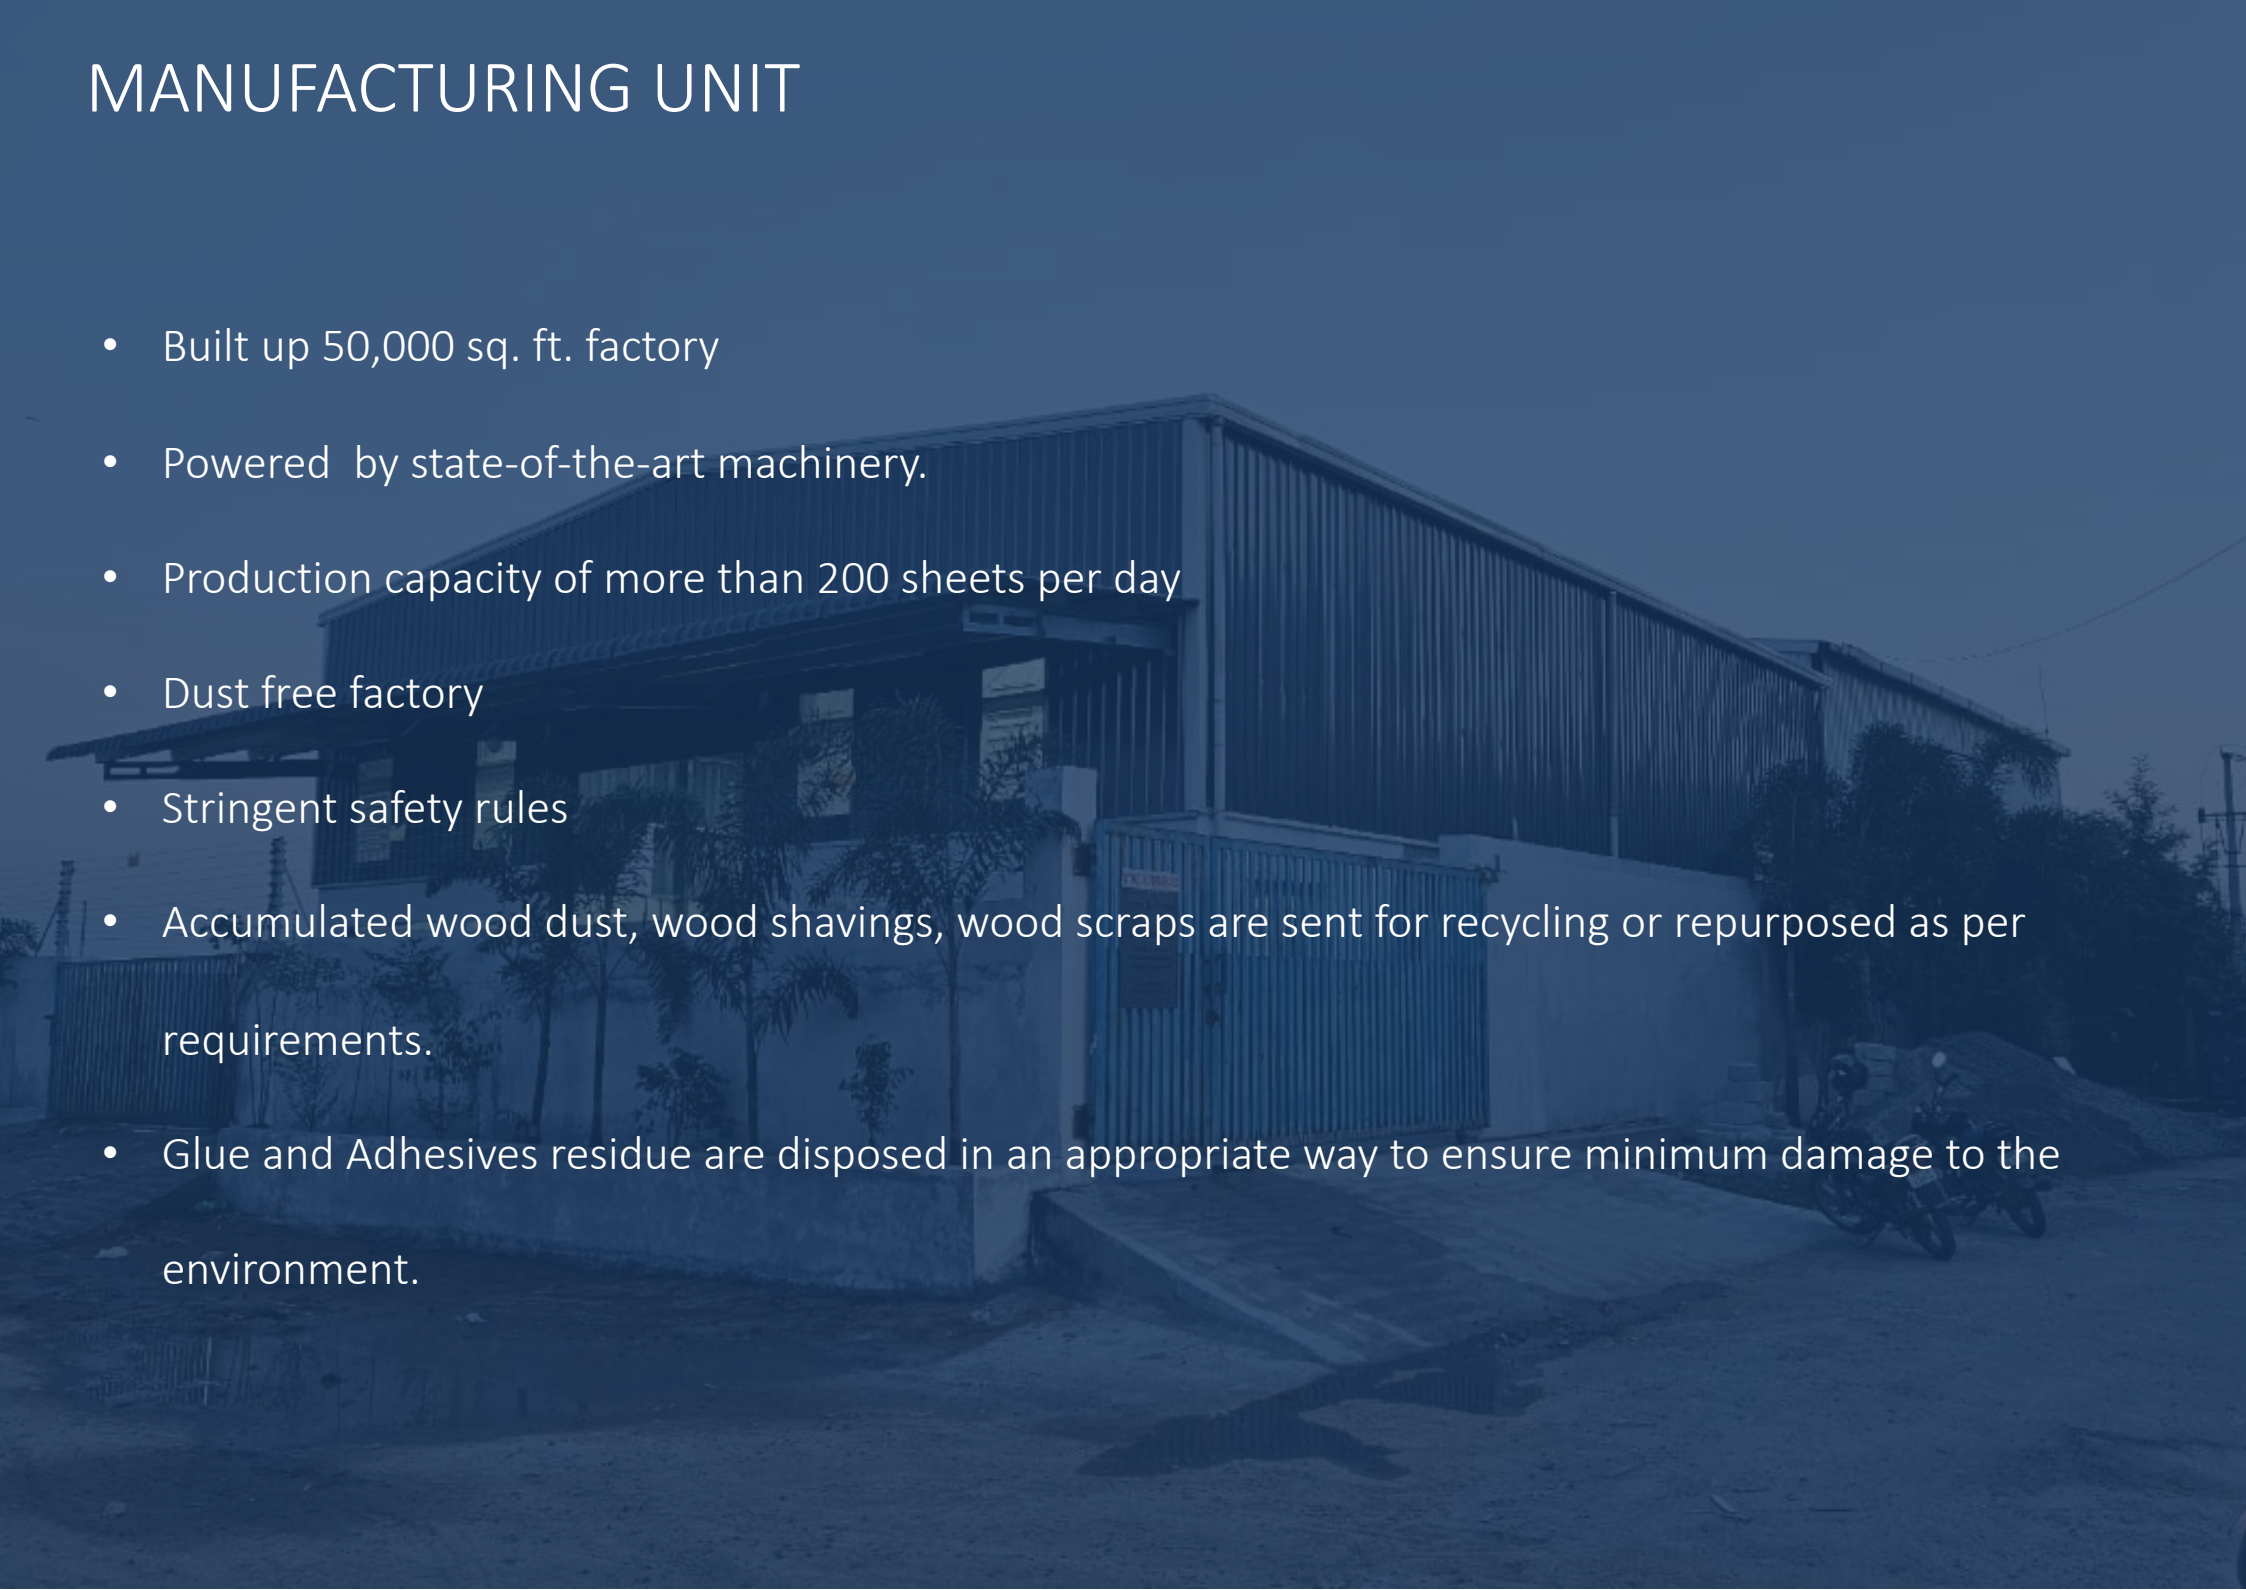 MANUFACTURING UNIT
• Built up 50,000 sq. ft. factory
• Powered  by state-of-the-art machinery.
• Production capacity of more than 200 sheets per day
• Dust free factory
• Stringent safety rules
• Accumulated wood dust, wood shavings, wood scraps are sent for recycling or repurposed as per
requirements.
• Glue and Adhesives residue are disposed in an appropriate way to ensure minimum damage to the
environment.